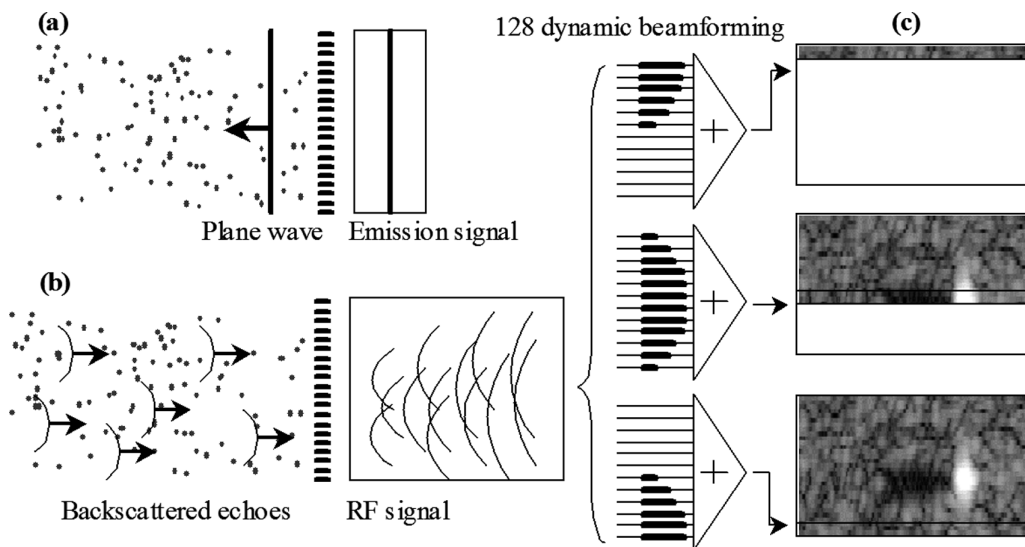 (a)
Plane wave
Emission signal
(b)
Backscattered echoes
RF signal
128 dynamic beamforming
+
+
+
(c)